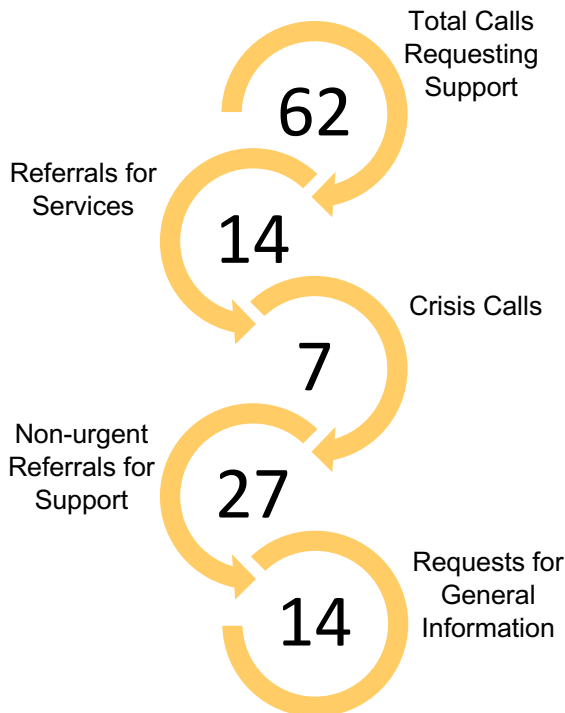 Total Calls
Requesting
Support
62
Referrals for
Services
14
Crisis Calls
7
Non-urgent
Referrals for
Support
27
Requests for
General
Information
14